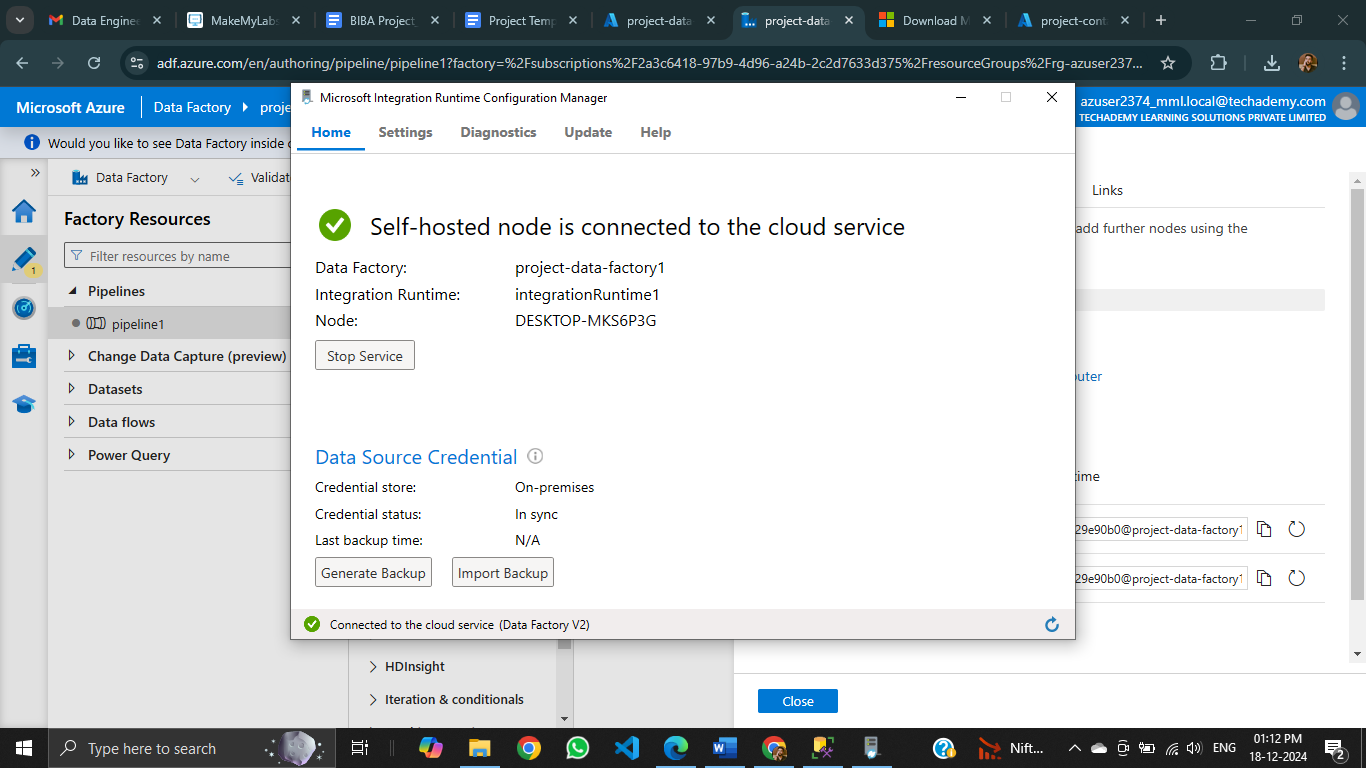 Data Enginee
MakeMyLabs
BIBA Project_
Project Temp
project-data
project-data
Download M
project-cont
adf.azure.com/en/authoring/pipeline/pipeline1?factory=%2Fsubscriptions%2F2a3c6418-97b9-4d96-a24b-2c2d7633d375%2FresourceGroups%2Frg-azuser237...
Microsoft Azure
Data Factory
proje
azuser2374_mml.local@techademy.com
TECHADEMY LEARNING SOLUTIONS PRIVATE LIMITED
Would you like to see Data Factory inside
Data Factory
Validat
Factory Resources
Filter resources by name
Pipelines
1
pipeline1
Change Data Capture (preview)
Datasets
Data flows
Power Query
Microsoft Integration Runtime Configuration Manager
Home
Settings
Diagnostics
Update
Help
Self-hosted node is connected to the cloud service
Data Factory: project-data-factory1
Integration Runtime: integrationRuntime1
Node: DESKTOP-MKS6P3G
Stop Service
Data Source Credential
Credential store: On-premises
Credential status: In sync
Last backup time: N/A
Generate Backup
Import Backup
Connected to the cloud service (Data Factory V2)
Links
add further nodes using the
uter
ime
29e90b0@project-data-factory1
29e90b0@project-data-factory1
HDInsight
Iteration & conditionals
Close
Type here to search
Nift...
ENG
01:12 PM
18-12-2024
2